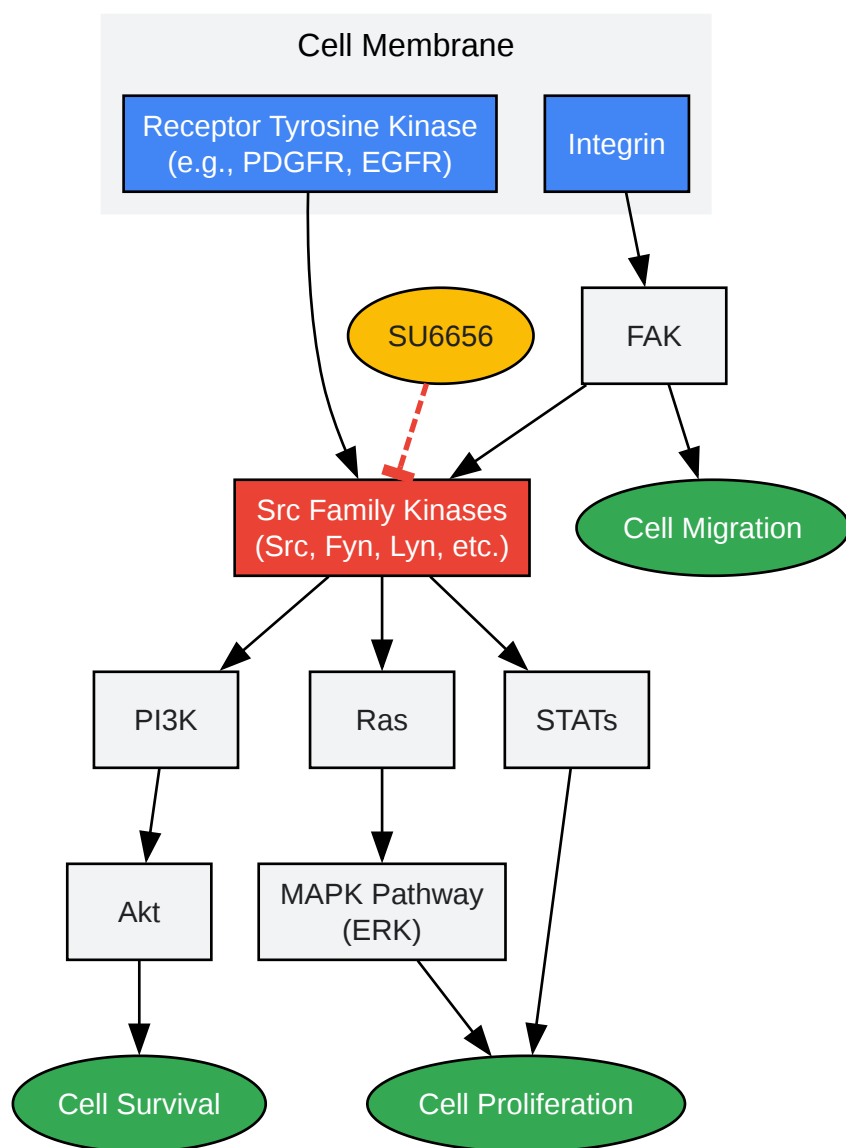 Cell Membrane
Receptor Tyrosine Kinase
(e.g., PDGFR, EGFR)
Integrin
SU6656
FAK
Src Family Kinases
(Src, Fyn, Lyn, etc.)
Cell Migration
PI3K
Ras
STATs
Akt
MAPK Pathway
(ERK)
Cell Survival
Cell Proliferation